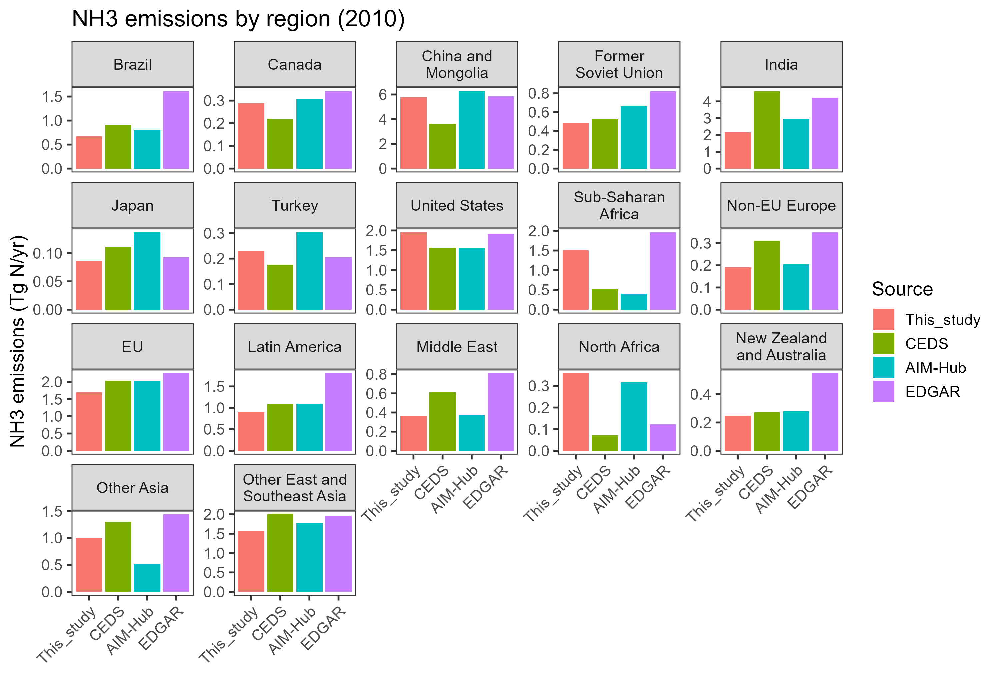 NH3 emissions by region (2010)
Brazil
Canada
China and
Mongolia
Former
Soviet Union
India
1.5
1.0
0.5
0.0
0.3
0.2
0.1
0.0
6
4
2
0
0.8
0.6
0.4
0.2
0.0
4
3
2
1
0
Japan
Turkey
United States
Sub-Saharan
Africa
Non-EU Europe
0.10
0.05
0.00
0.3
0.2
0.1
0.0
2.0
1.5
1.0
0.5
0.0
2.0
1.5
1.0
0.5
0.0
0.3
0.2
0.1
0.0
NH3 emissions (Tg N/yr)
EU
Latin America
Middle East
North Africa
New Zealand
and Australia
2.0
1.5
1.0
0.5
0.0
1.5
1.0
0.5
0.0
0.8
0.6
0.4
0.2
0.0
0.3
0.2
0.1
0.0
0.4
0.2
0.0
This_study
CEDS
AIM-Hub
EDGAR
This_study
CEDS
AIM-Hub
EDGAR
This_study
CEDS
AIM-Hub
EDGAR
Other Asia
Other East and
Southeast Asia
1.5
1.0
0.5
0.0
2.0
1.5
1.0
0.5
0.0
This_study
CEDS
AIM-Hub
EDGAR
This_study
CEDS
AIM-Hub
EDGAR
Source
This_study
CEDS
AIM-Hub
EDGAR